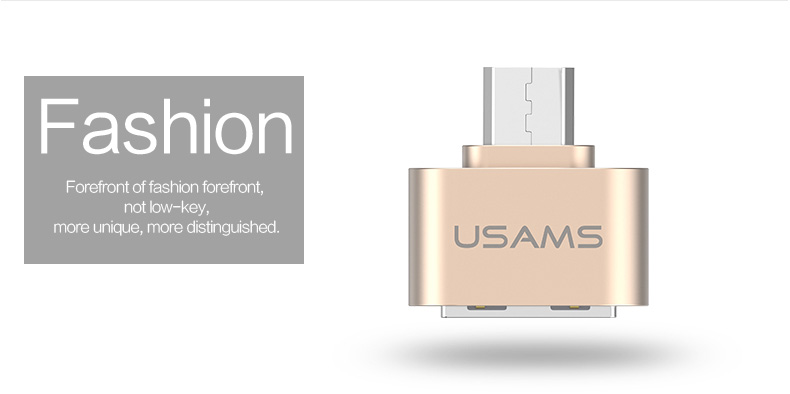 Fashion
Forefront of fashion forefront,
not low-key,
more unique, more distinguished.
USAMS